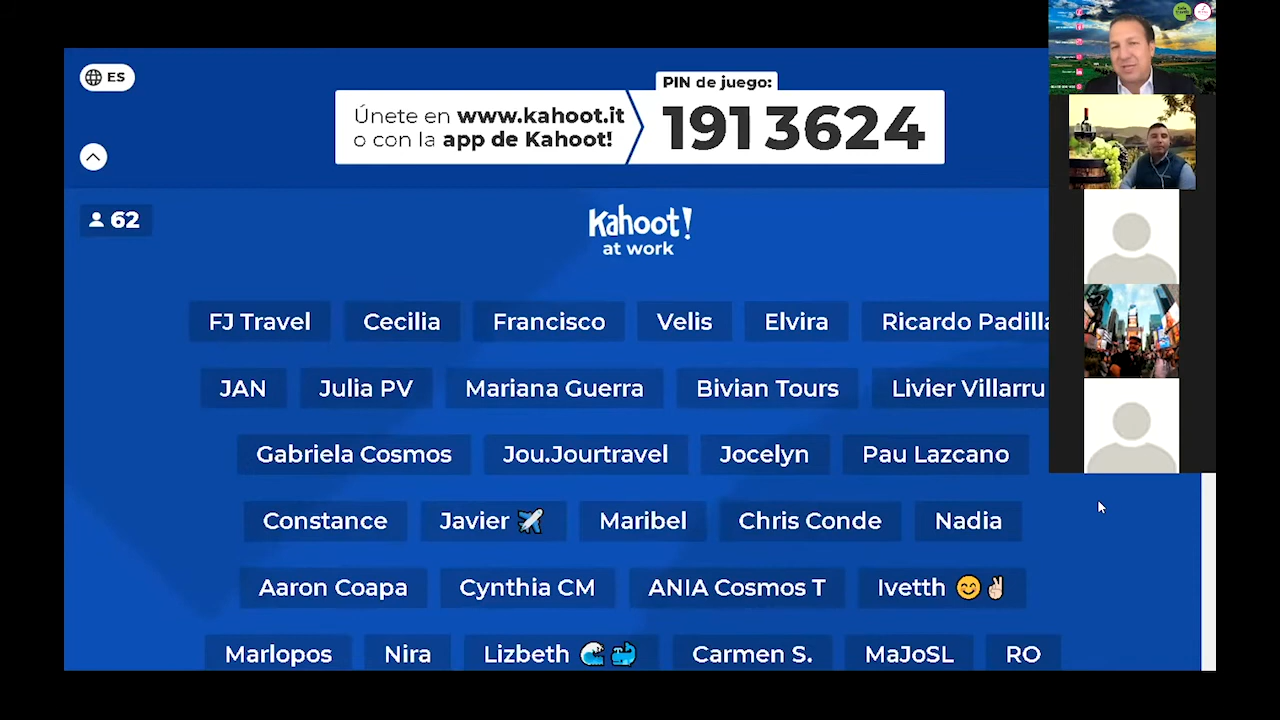 ES
PIN de juego:
Únete en www.kahoot.it
o con la app de Kahoot!
191 3624
62
Kahoot!
at work
FJ Travel Cecilia Francisco Velis Elvira Ricardo Padilla
JAN Julia PV Mariana Guerra Bivian Tours Livier Villarru
Gabriela Cosmos Jou.Jourtravel Jocelyn Pau Lazcano
Constance Javier ✈️ Maribel Chris Conde Nadia
Aaron Coapa Cynthia CM ANIA Cosmos T Ivetth 😊✌🏻
Marlopos Nira Lizbeth 🌊🐳 Carmen S. MaJoSL RO